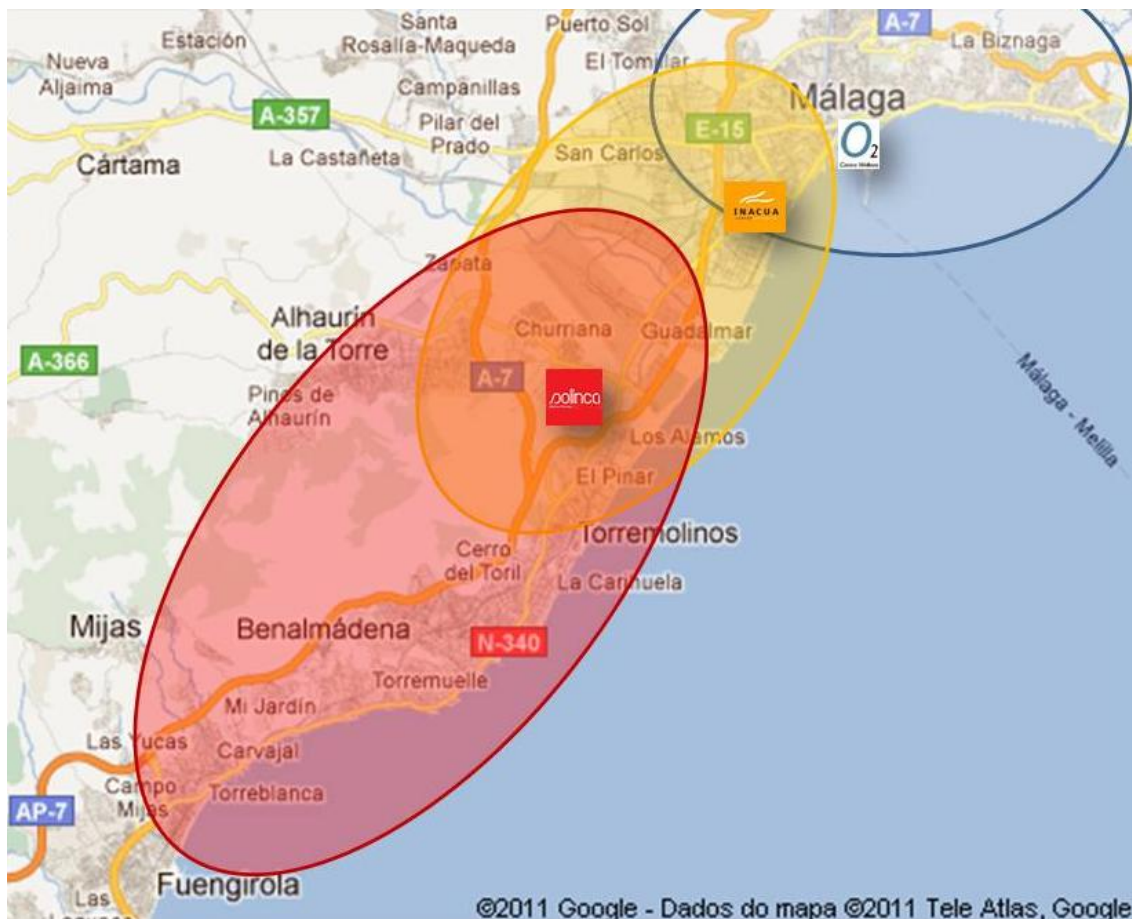 Puerto Sol
Santa
Rosalía-Maqueda
Estación
A-7
La Biznaga
Nueva
Aljaima
El Tomillar
Campanillas
Málaga
A-357
E-15
Pilar del
Prado
O2
San Carlos
La Castañeta
Cártama
INACUA
Zapata
Alhaurín
de la Torre
Churriana
Guadalmar
A-366
A-7
Pinos de
Alhaurín
polinca
Málaga - Melilla
Los Alamos
El Pinar
Torremolinos
Cerro
del Toril
La Carihuela
Mijas
Benalmádena
N-340
Torremuelle
Mi Jardín
Las Yucas
Carvajal
Campo
Mijas
Torreblanca
AP-7
Fuengirola
Las
©2011 Google - Dados do mapa ©2011 Tele Atlas, Google